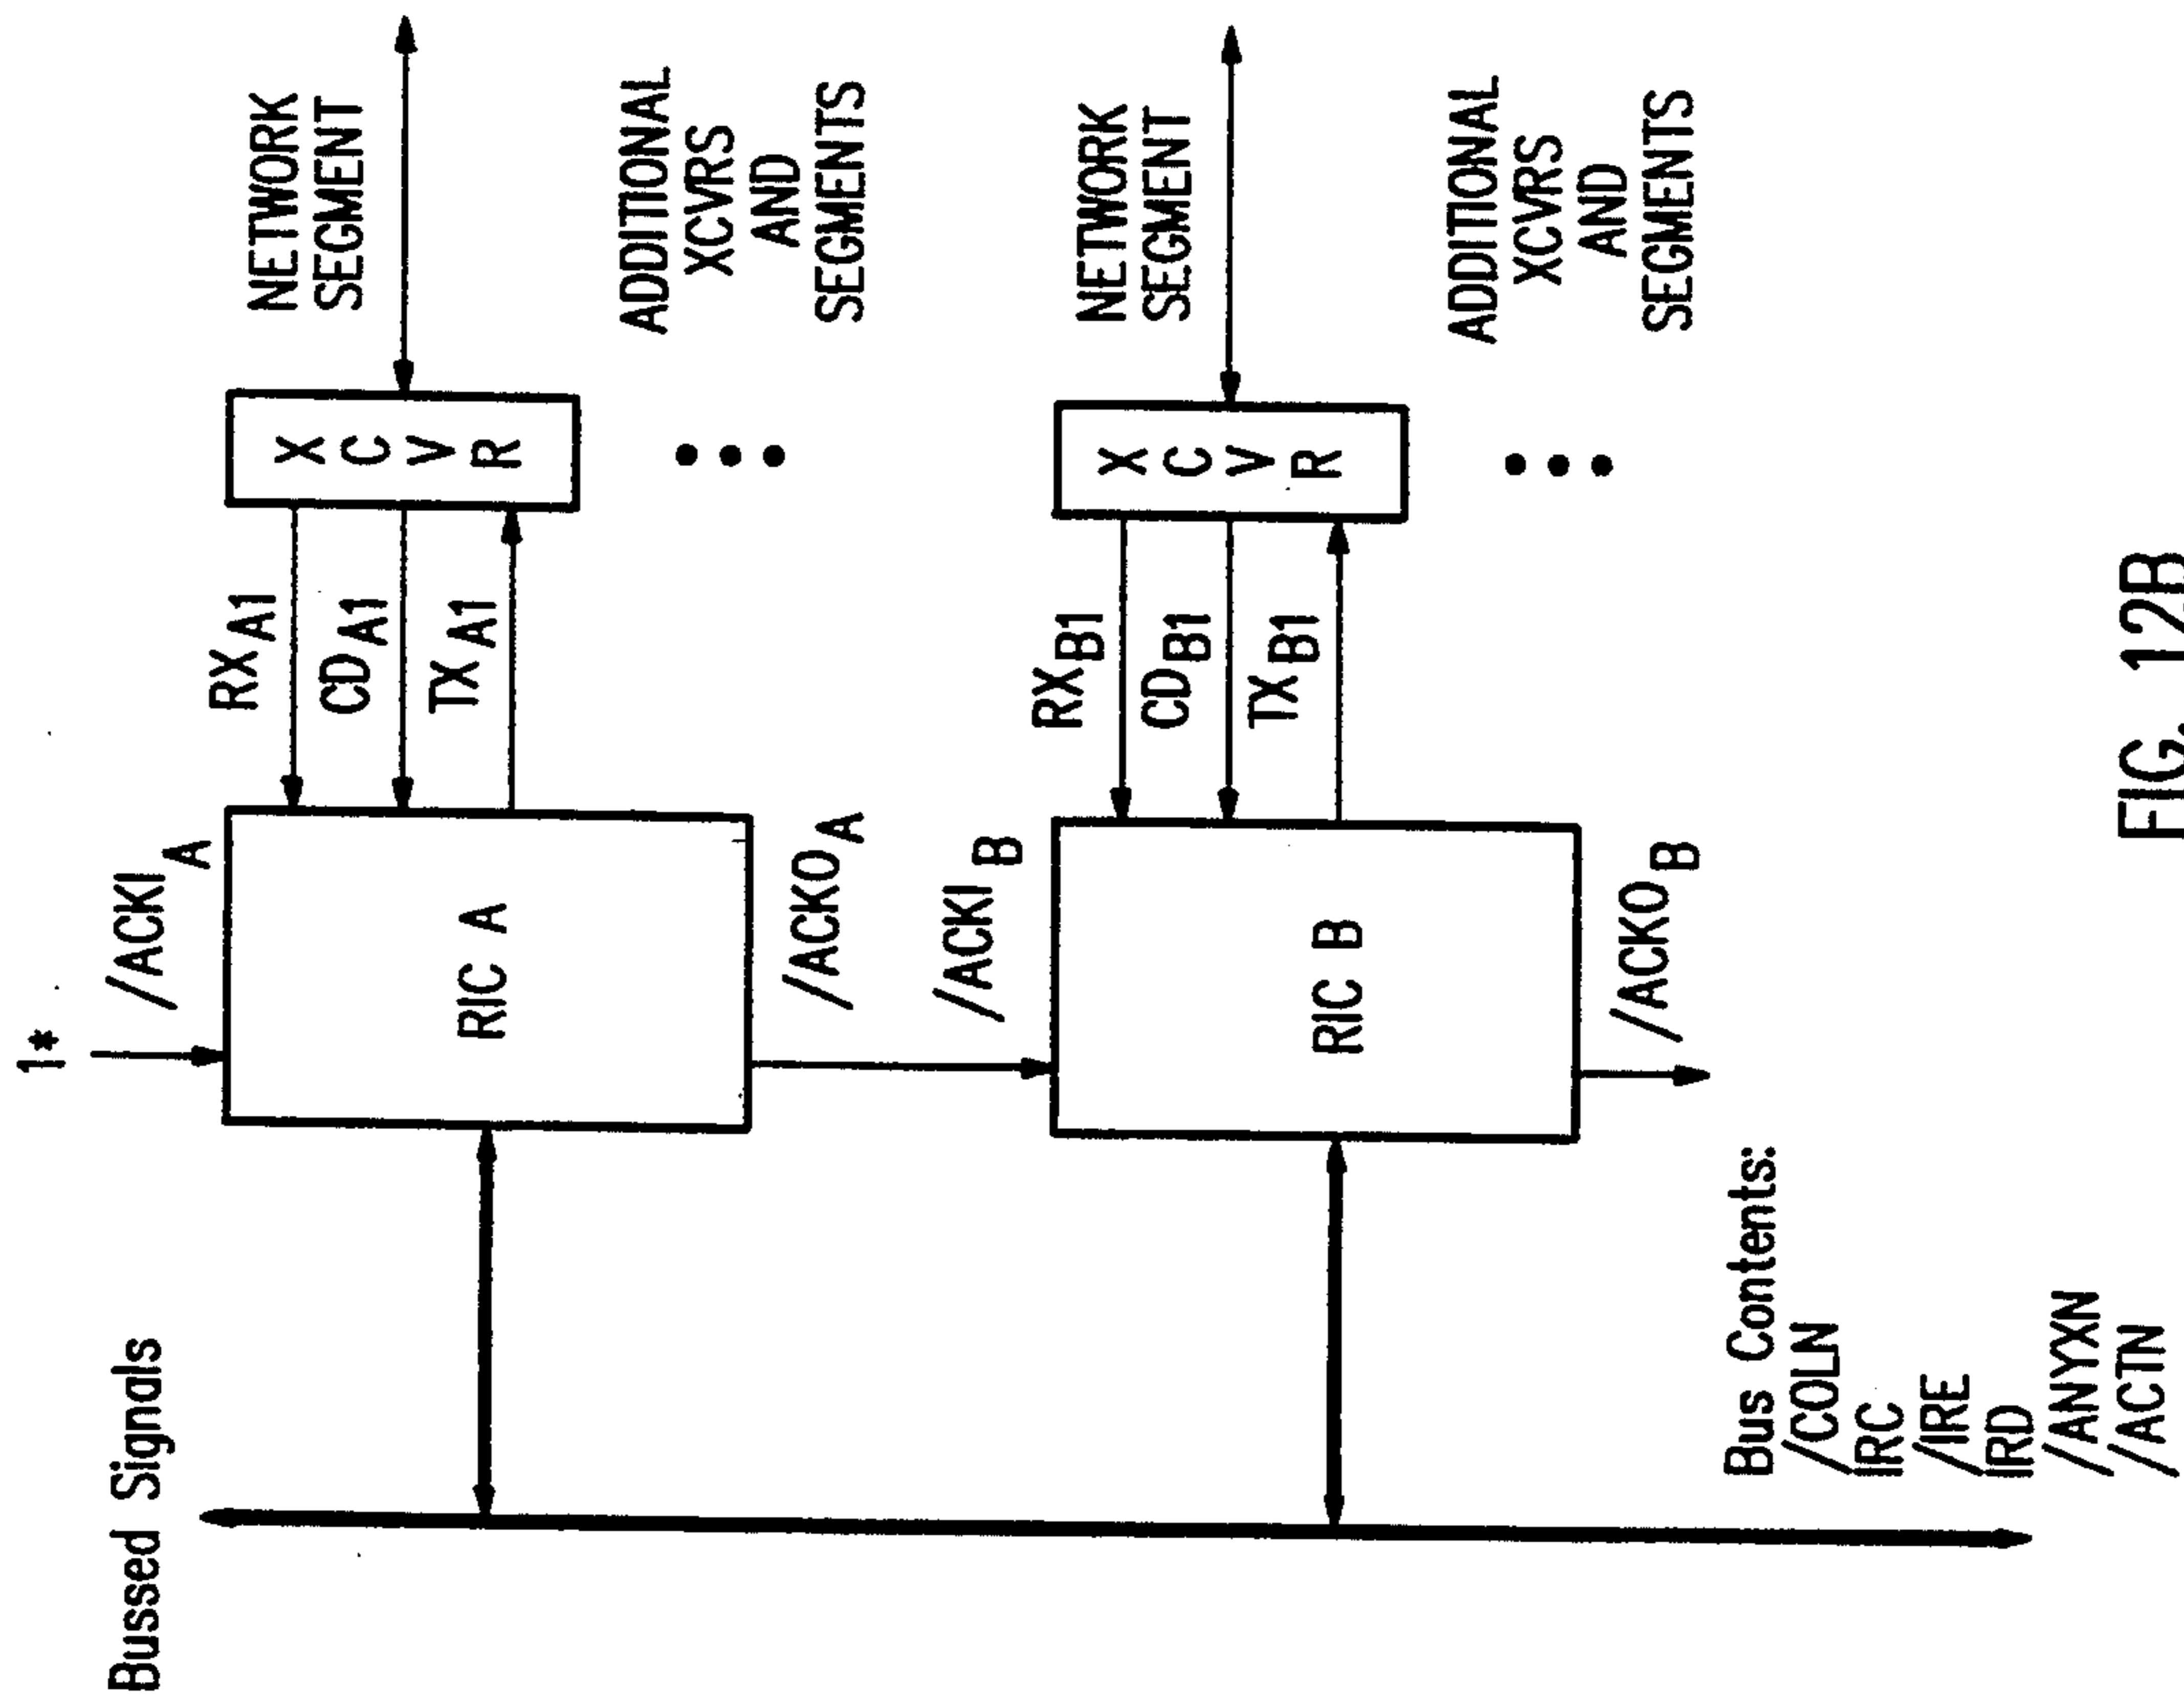 Bussed Signals
1*
/ACKI A
RIC A
/ACKO A
RX A1
CD A1
TX A1
X
C
V
R
NETWORK
SEGMENT
ADDITIONAL
XCVRS
AND
SEGMENTS
/ACKI B
RIC B
/ACKO B
RX B1
CD B1
TX B1
X
C
V
R
NETWORK
SEGMENT
ADDITIONAL
XCVRS
AND
SEGMENTS
Bus Contents:
/COLN
IRC
/IRE
IRD
/ANYXN
/ACTN
FIG. 12B